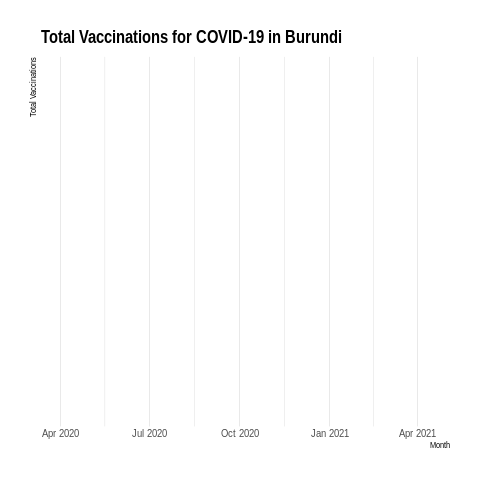 Total Vaccinations for COVID-19 in Burundi
Total Vaccinations
Apr 2020 Jul 2020 Oct 2020 Jan 2021 Apr 2021
Month